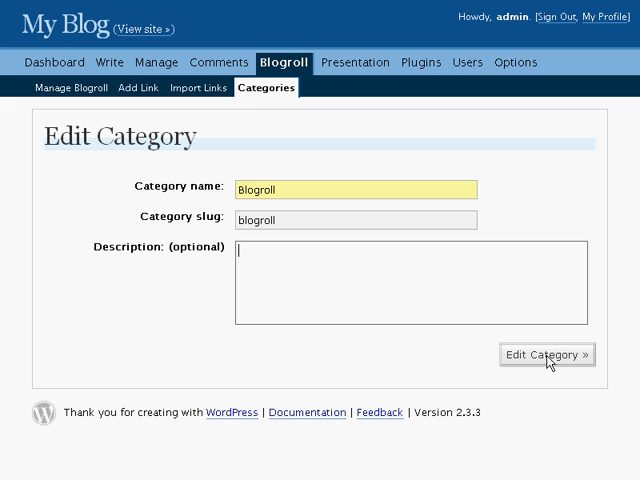 My Blog (View site »)
Howdy, admin. [Sign Out, My Profile]
Dashboard Write Manage Comments Blogroll Presentation Plugins Users Options
Manage Blogroll Add Link Import Links Categories
Edit Category
Category name: Blogroll
Category slug: blogroll
Description: (optional)
Edit Category »
Thank you for creating with WordPress | Documentation | Feedback | Version 2.3.3